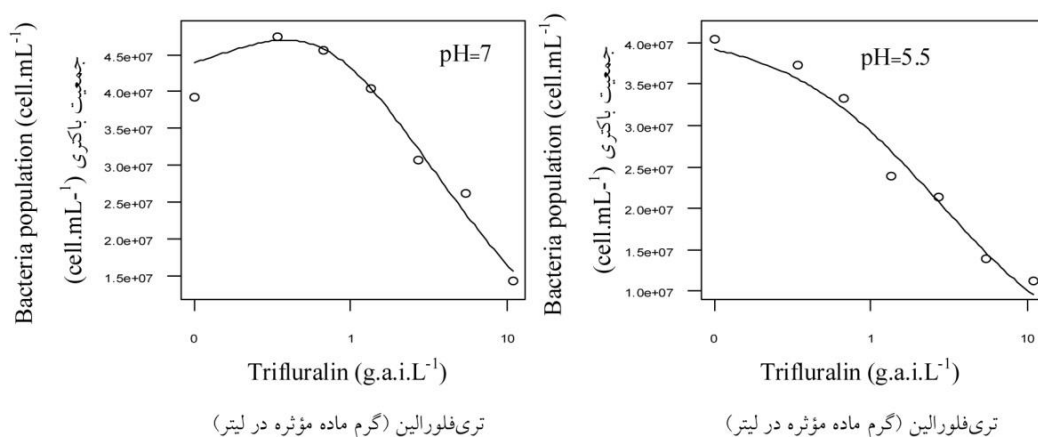 Bacteria population (cell.mL-1)
جمعیت باکتری (cell.mL-1)
4.5e+07
4.0e+07
3.5e+07
3.0e+07
2.5e+07
2.0e+07
1.5e+07
pH=7
0 1 10
Trifluralin (g.a.i.L-1)
تری‌فلورالین (گرم ماده مؤثره در لیتر)
Bacteria population (cell.mL-1)
جمعیت باکتری (cell.mL-1)
4.0e+07
3.5e+07
3.0e+07
2.5e+07
2.0e+07
1.5e+07
1.0e+07
pH=5.5
0 1 10
Trifluralin (g.a.i.L-1)
تری‌فلورالین (گرم ماده مؤثره در لیتر)